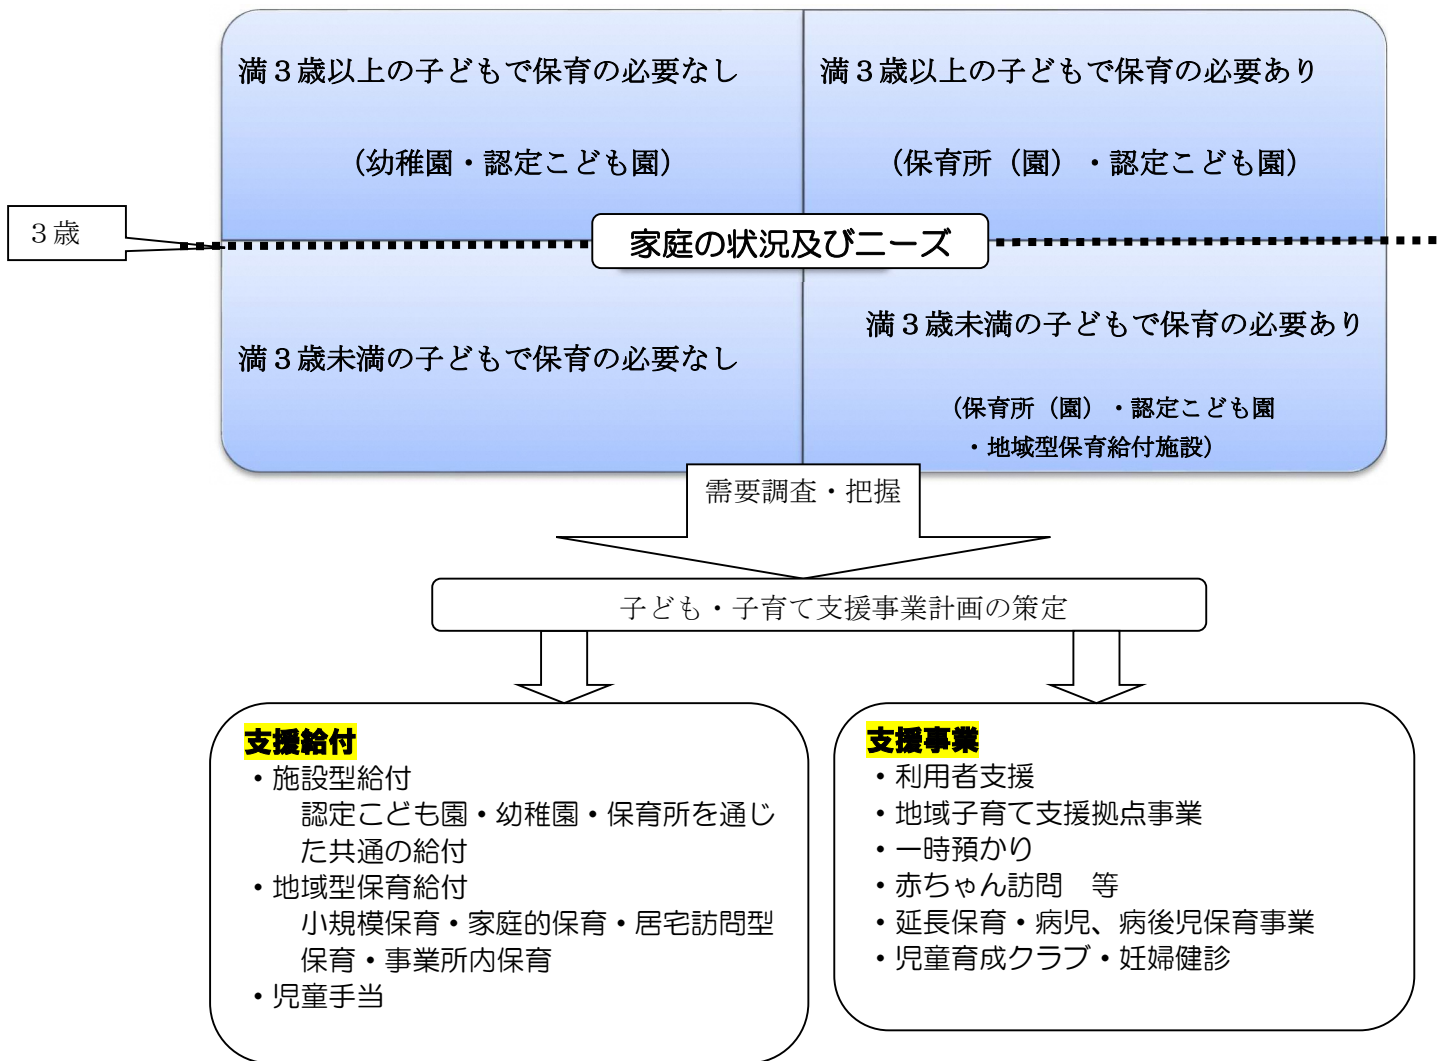 満３歳以上の子どもで保育の必要なし
（幼稚園・認定こども園）
満３歳以上の子どもで保育の必要あり
（保育所（園）・認定こども園）
３歳
家庭の状況及びニーズ
満３歳未満の子どもで保育の必要なし
満３歳未満の子どもで保育の必要あり
（保育所（園）・認定こども園
・地域型保育給付施設）
需要調査・把握
子ども・子育て支援事業計画の策定
支援給付
・施設型給付
認定こども園・幼稚園・保育所を通じ
た共通の給付
・地域型保育給付
小規模保育・家庭的保育・居宅訪問型
保育・事業所内保育
・児童手当
支援事業
・利用者支援
・地域子育て支援拠点事業
・一時預かり
・赤ちゃん訪問　等
・延長保育・病児、病後児保育事業
・児童育成クラブ・妊婦健診